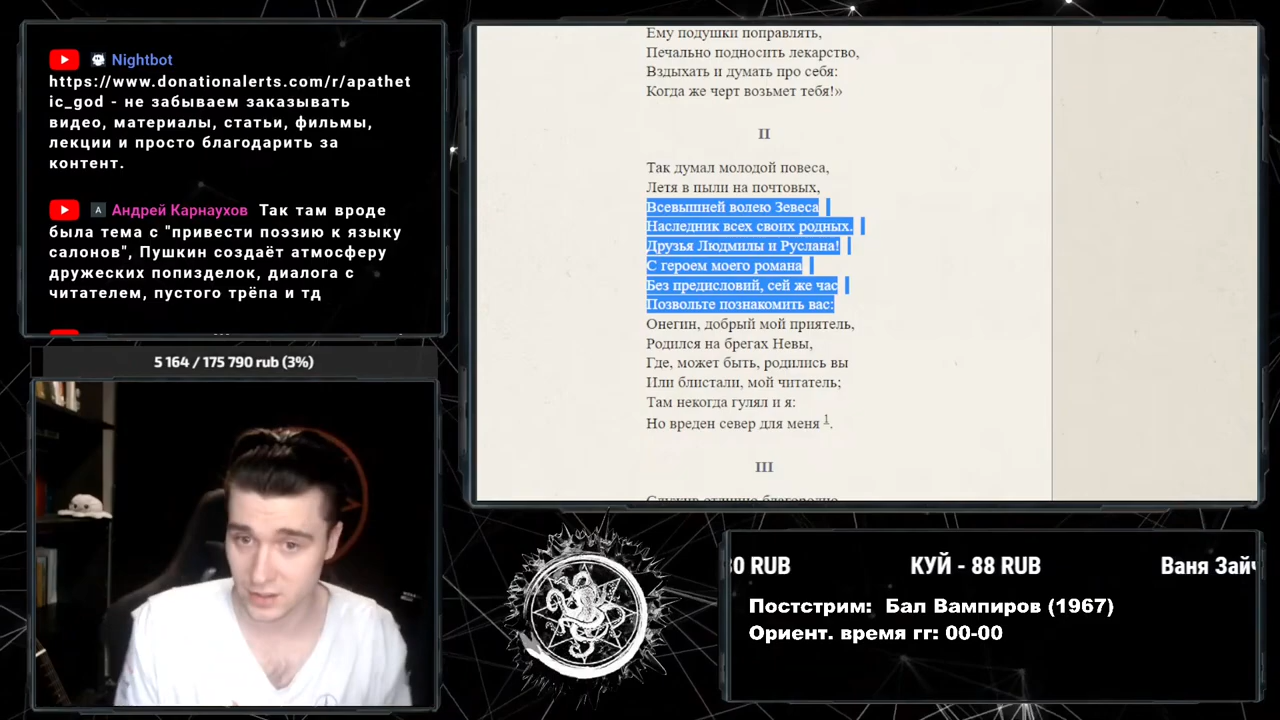 Nightbot
https://www.donationalerts.com/r/apathet
ic_god - не забываем заказывать
видео, материалы, статьи, фильмы,
лекции и просто благодарить за
контент.
А Андрей Карнаухов Так там вроде
была тема с "привести поэзию к языку
салонов", Пушкин создаёт атмосферу
дружеских попизделок, диалога с
читателем, пустого трёпа и тд
5 164 / 175 790 rub (3%)
Ему подушки поправлять,
Печально подносить лекарство,
Вздыхать и думать про себя:
Когда же черт возьмет тебя!»
II
Так думал молодой повеса,
Летя в пыли на почтовых,
Всевышней волею Зевеса
Наследник всех своих родных.
Друзья Людмилы и Руслана!
С героем моего романа
Без предисловий, сей же час
Позвольте познакомить вас:
Онегин, добрый мой приятель,
Родился на брегах Невы,
Где, может быть, родились вы
Или блистали, мой читатель;
Там некогда гулял и я:
Но вреден север для меня 1.
III
Служив отлично благородно,
0 RUB КУЙ - 88 RUB Ваня Зайч
Постстрим: Бал Вампиров (1967)
Ориент. время гг: 00-00